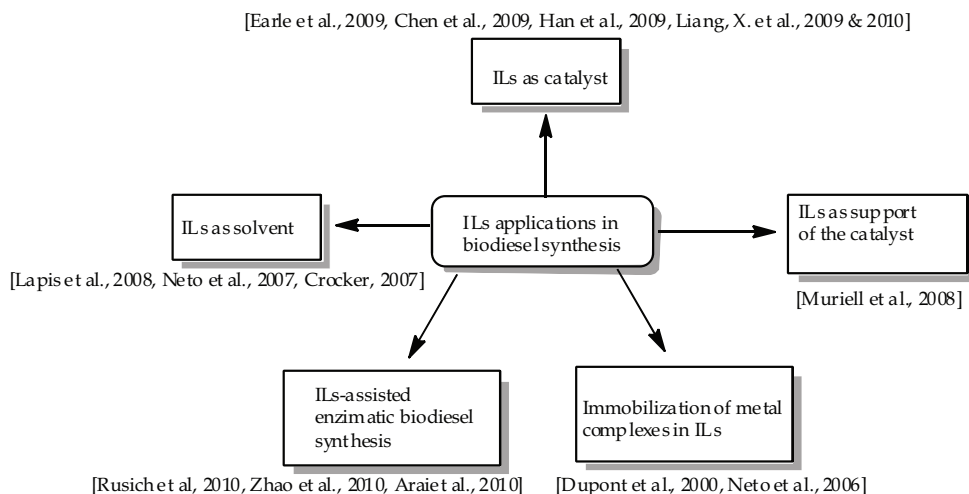 [Earle et al., 2009, Chen et al., 2009, Han et al., 2009, Liang, X. et al., 2009 & 2010]
ILs as catalyst
ILs as solvent
[Lapis et al., 2008, Neto et al., 2007, Crocker, 2007]
ILs applications in
biodiesel synthesis
ILs as support
of the catalyst
[Muriell et al., 2008]
ILs-assisted
enzimatic biodiesel
synthesis
[Rusich et al, 2010, Zhao et al., 2010, Arai et al., 2010]
Immobilization of metal
complexes in ILs
[Dupont et al., 2000, Neto et al., 2006]